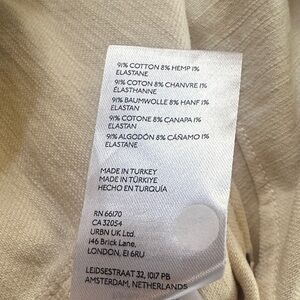 91% COTTON 8% HEMP 1%
ELASTANE
91% COTON 8% CHANVRE 1%
ÉLASTHANNE
91% BAUMWOLLE 8% HANF 1%
ELASTAN
91% COTONE 8% CANAPA 1%
ELASTAN
91% ALGODÓN 8% CÁÑAMO 1%
ELASTANE
MADE IN TURKEY
MADE IN TÜRKIYE
HECHO EN TURQUÍA
RN 66170
CA 32054
URBN UK Ltd.
146 Brick Lane,
LONDON, E1 6RU
LEIDSESTRAAT 32, 1017 PB
AMSTERDAM, NETHERLANDS